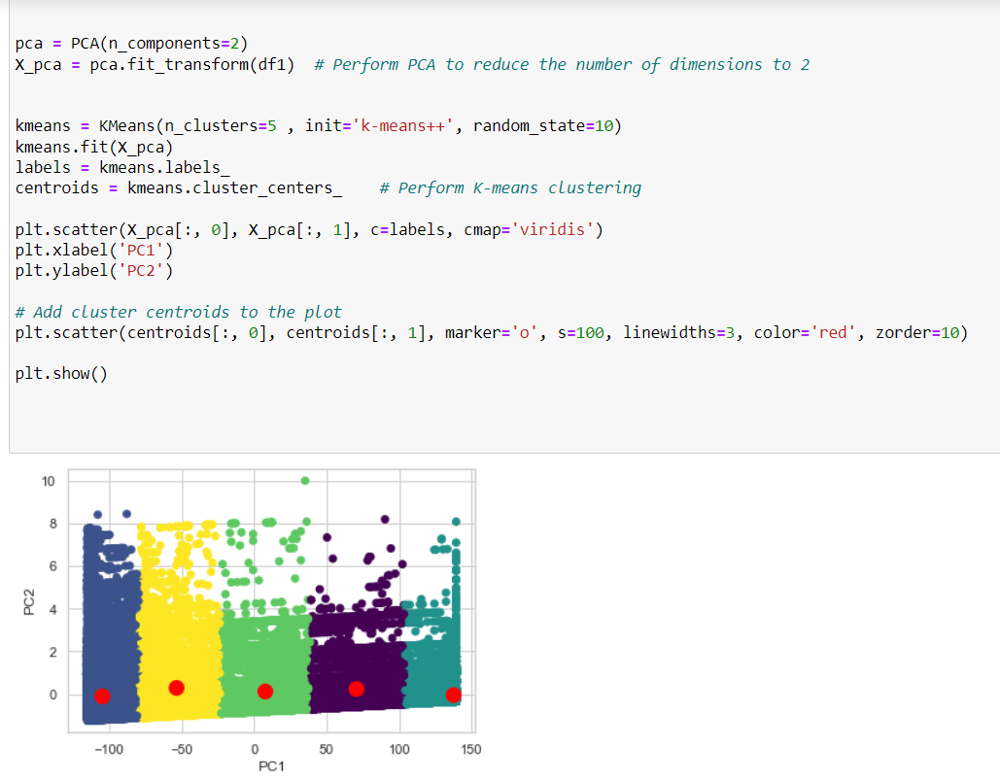 pca = PCA(n_components=2)
X_pca = pca.fit_transform(df1)  # Perform PCA to reduce the number of dimensions to 2
kmeans = KMeans(n_clusters=5 , init='k-means++', random_state=10)
kmeans.fit(X_pca)
labels = kmeans.labels_
centroids = kmeans.cluster_centers_    # Perform K-means clustering
plt.scatter(X_pca[:, 0], X_pca[:, 1], c=labels, cmap='viridis')
plt.xlabel('PC1')
plt.ylabel('PC2')
# Add cluster centroids to the plot
plt.scatter(centroids[:, 0], centroids[:, 1], marker='o', s=100, linewidths=3, color='red', zorder=10)
plt.show()
10
8
6
4
2
0
PC2
−100 −50 0 50 100 150
PC1